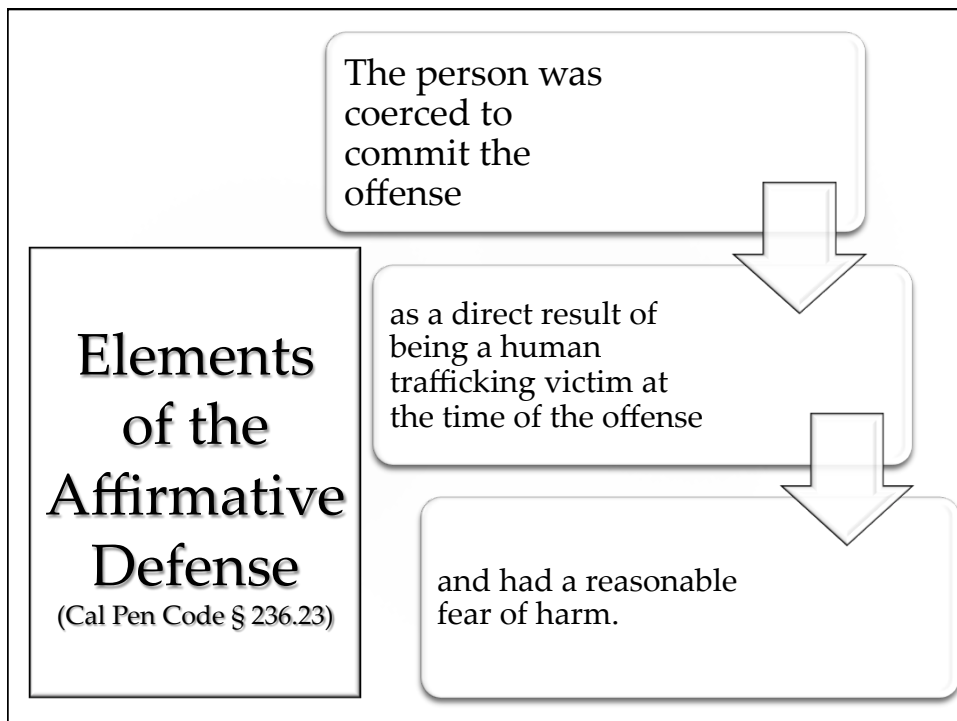 Elements
of the
Affirmative
Defense
(Cal Pen Code § 236.23)
The person was
coerced to
commit the
offense
as a direct result of
being a human
trafficking victim at
the time of the offense
and had a reasonable
fear of harm.